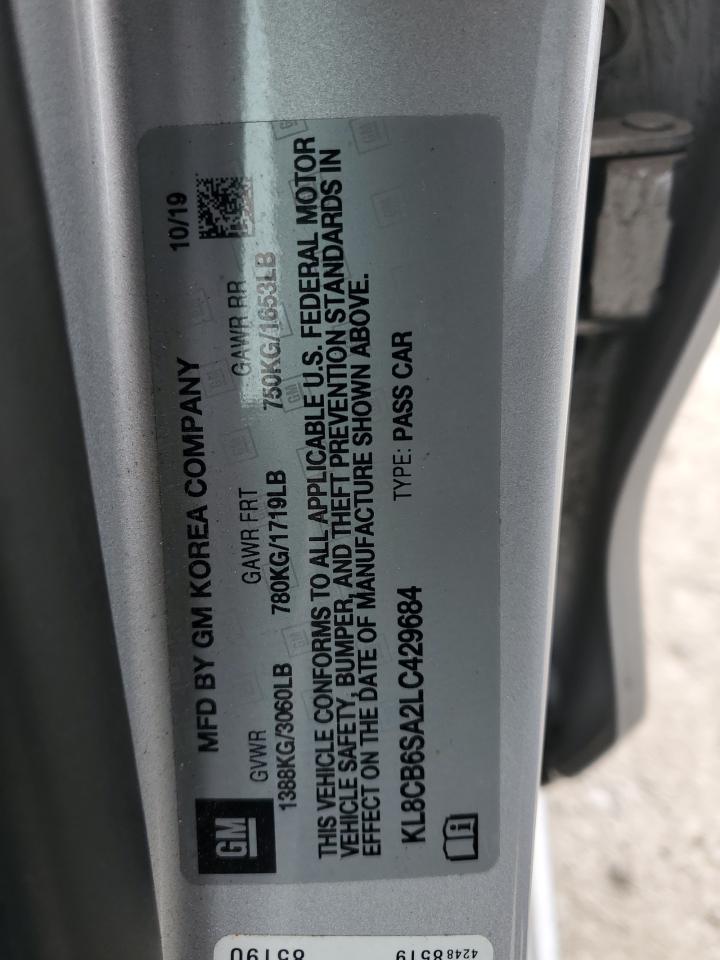 MFD BY GM KOREA COMPANY 10/19
GM
GVWR GAWR FRT GAWR RR
1388KG/3060LB 780KG/1719LB 750KG/1653LB
THIS VEHICLE CONFORMS TO ALL APPLICABLE U.S. FEDERAL MOTOR
VEHICLE SAFETY, BUMPER, AND THEFT PREVENTION STANDARDS IN
EFFECT ON THE DATE OF MANUFACTURE SHOWN ABOVE.
KL8CB6SA2LC429684 TYPE: PASS CAR
42488519